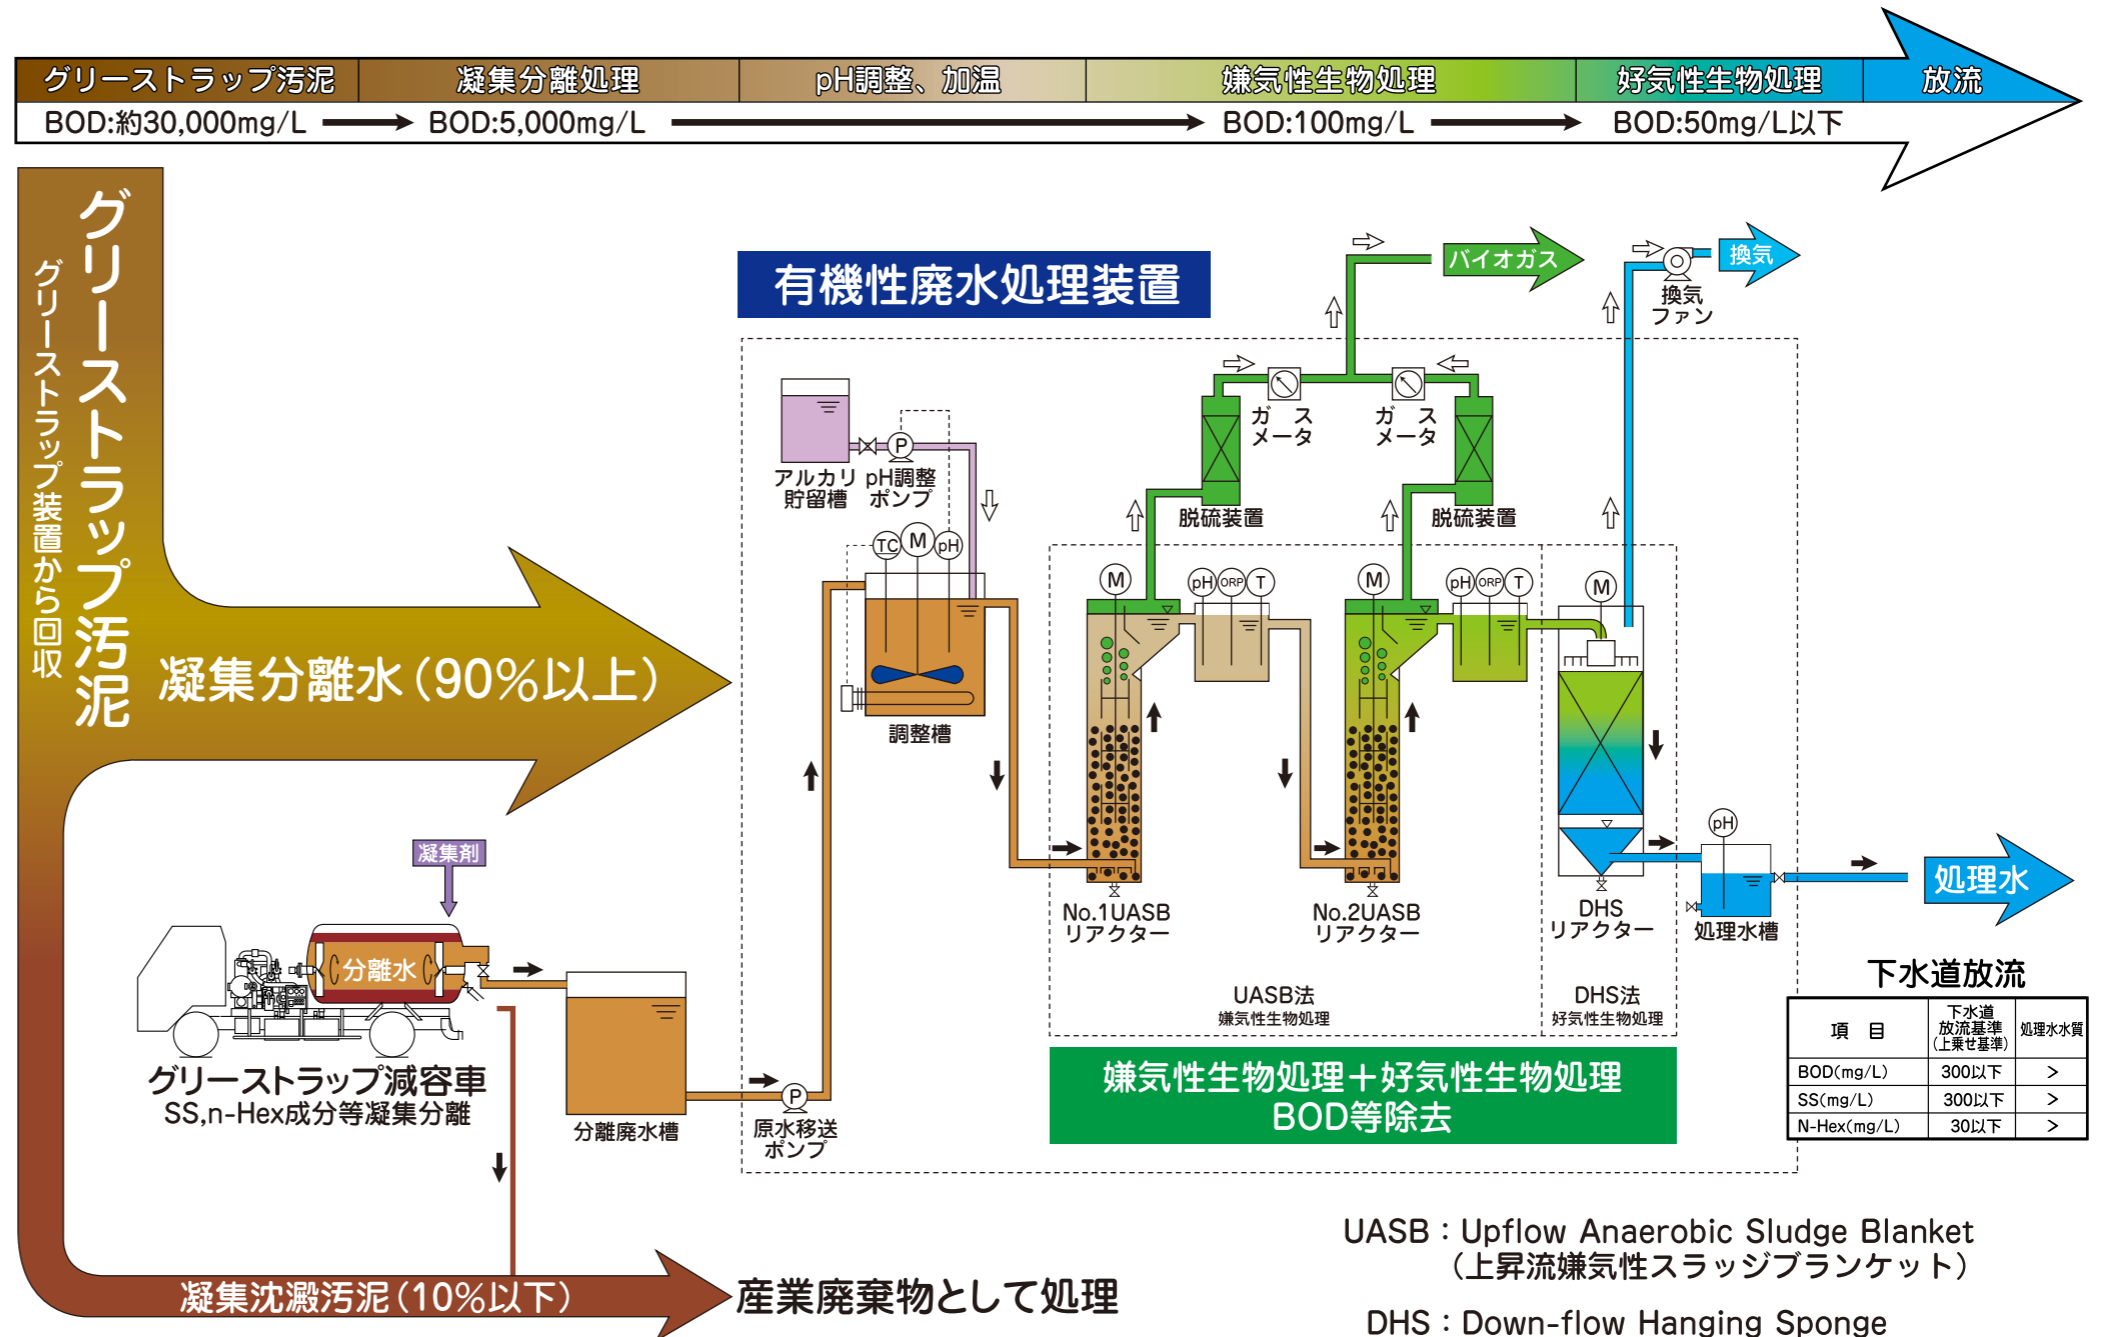 グリーストラップ汚泥
凝集分離処理
pH調整、加温
嫌気性生物処理
好気性生物処理
放流
BOD:約30,000mg/L
BOD:5,000mg/L
BOD:100mg/L
BOD:50mg/L以下
グリーストラップ汚泥
グリーストラップ装置から回収
凝集分離水(90%以上)
有機性廃水処理装置
バイオガス
換気
換気
ファン
ガス
メータ
ガス
メータ
アルカリ
貯留槽
P
pH調整
ポンプ
脱硫装置
脱硫装置
TC
M
pH
調整槽
M
pH
ORP
T
M
pH
ORP
T
M
No.1UASB
リアクター
No.2UASB
リアクター
DHS
リアクター
pH
処理水槽
処理水
凝集剤
分離水
グリーストラップ減容車
SS,n-Hex成分等凝集分離
分離廃水槽
P
原水移送
ポンプ
UASB法
嫌気性生物処理
DHS法
好気性生物処理
嫌気性生物処理+好気性生物処理
BOD等除去
下水道放流
項 目
下水道
放流基準
(上乗せ基準)
処理水水質
BOD(mg/L) 300以下 >
SS(mg/L) 300以下 >
N-Hex(mg/L) 30以下 >
凝集沈澱汚泥(10%以下)
産業廃棄物として処理
UASB:Upflow Anaerobic Sludge Blanket
(上昇流嫌気性スラッジブランケット)
DHS:Down-flow Hanging Sponge